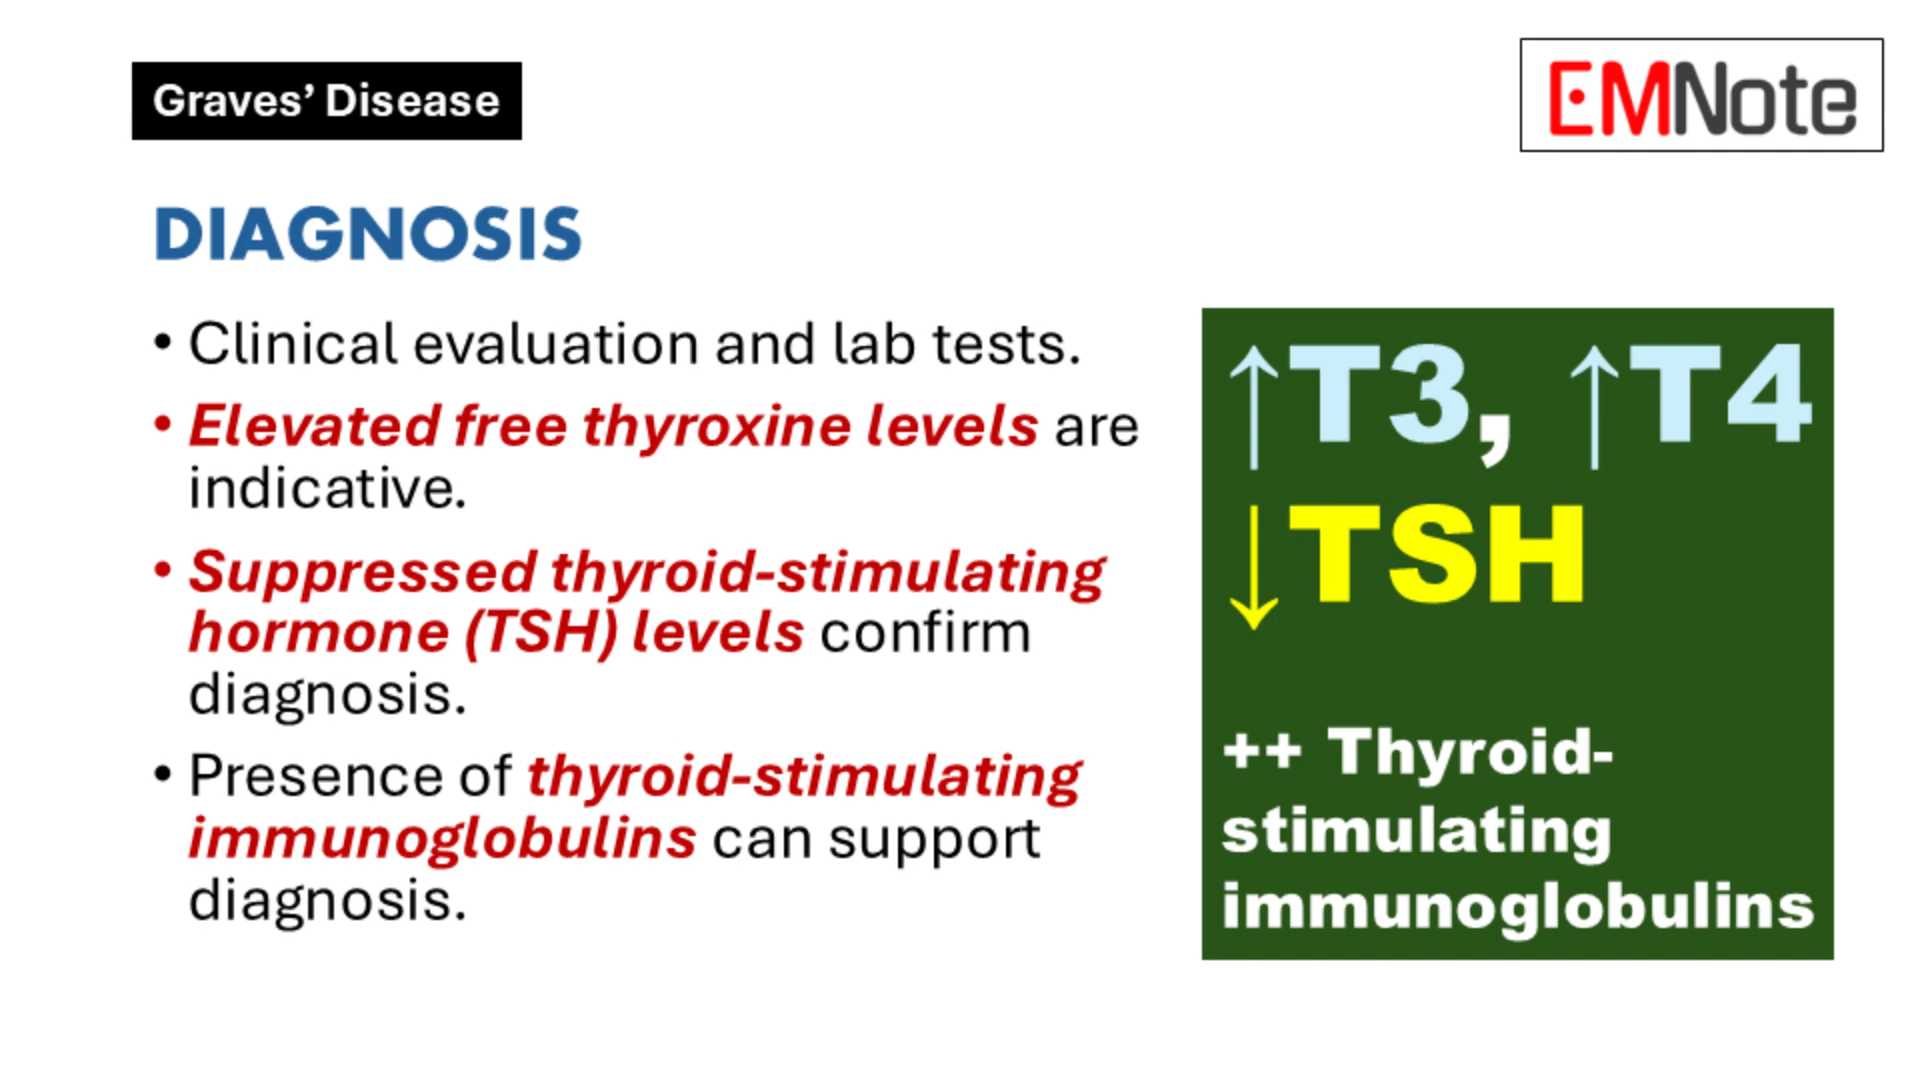 Graves’ Disease
EMNote
DIAGNOSIS
• Clinical evaluation and lab tests.
• Elevated free thyroxine levels are
indicative.
• Suppressed thyroid-stimulating
hormone (TSH) levels confirm
diagnosis.
• Presence of thyroid-stimulating
immunoglobulins can support
diagnosis.
↑T3, ↑T4
↓TSH
++ Thyroid-
stimulating
immunoglobulins